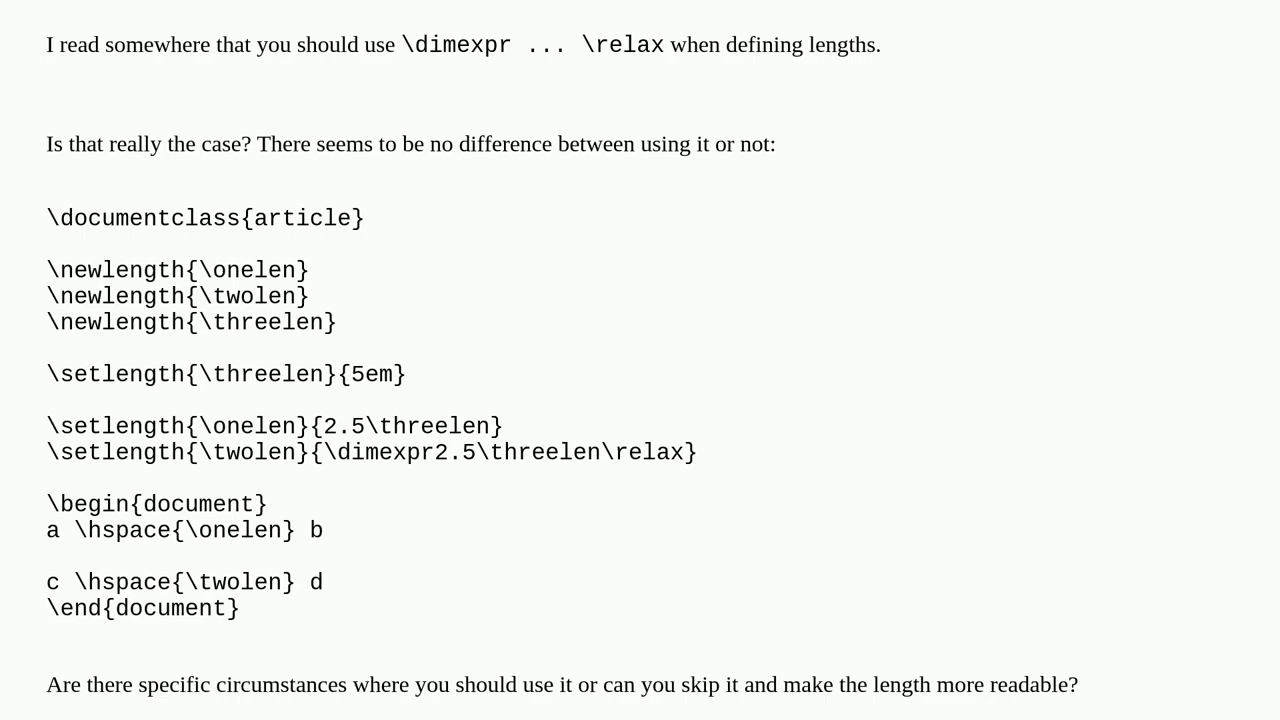 I read somewhere that you should use \dimexpr ... \relax when defining lengths.
Is that really the case? There seems to be no difference between using it or not:
\documentclass{article}
\newlength{\onelen}
\newlength{\twolen}
\newlength{\threelen}
\setlength{\threelen}{5em}
\setlength{\onelen}{2.5\threelen}
\setlength{\twolen}{\dimexpr2.5\threelen\relax}
\begin{document}
a \hspace{\onelen} b
c \hspace{\twolen} d
\end{document}
Are there specific circumstances where you should use it or can you skip it and make the length more readable?